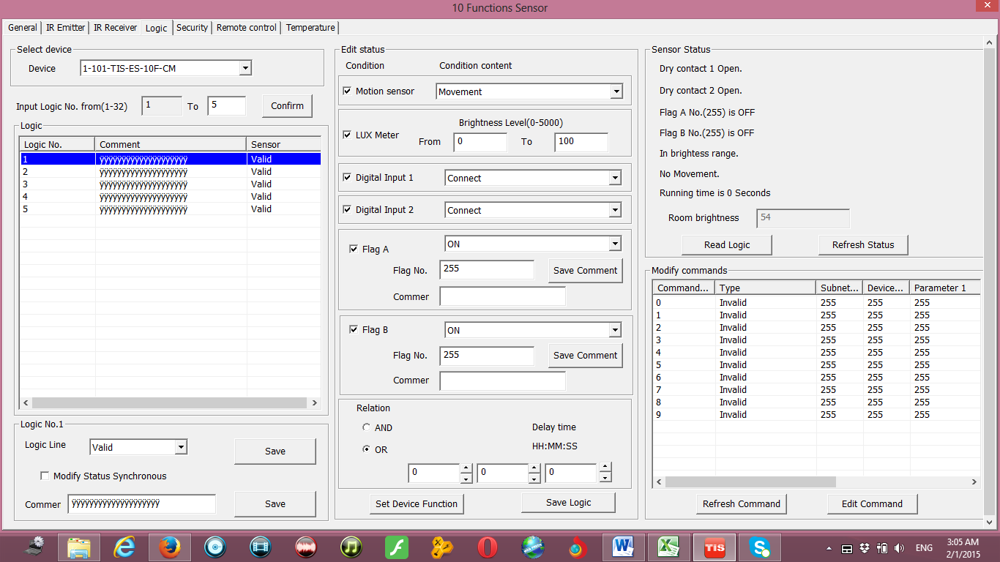 10 Functions Sensor
General IR Emitter IR Receiver Logic Security Remote control Temperature
Select device
Device 1-101-TIS-ES-10F-CM
Input Logic No. from(1-32) 1 To 5 Confirm
Logic
Logic No. Comment Sensor
1 ÿÿÿÿÿÿÿÿÿÿÿÿÿÿÿÿÿÿÿÿ Valid
2 ÿÿÿÿÿÿÿÿÿÿÿÿÿÿÿÿÿÿÿÿ Valid
3 ÿÿÿÿÿÿÿÿÿÿÿÿÿÿÿÿÿÿÿÿ Valid
4 ÿÿÿÿÿÿÿÿÿÿÿÿÿÿÿÿÿÿÿÿ Valid
5 ÿÿÿÿÿÿÿÿÿÿÿÿÿÿÿÿÿÿÿÿ Valid
Logic No.1
Logic Line Valid Save
Modify Status Synchronous
Commer ÿÿÿÿÿÿÿÿÿÿÿÿÿÿÿÿÿÿÿÿ Save
Edit status
Condition Condition content
Motion sensor Movement
Brightness Level(0-5000)
LUX Meter From 0 To 100
Digital Input 1 Connect
Digital Input 2 Connect
Flag A ON
Flag No. 255 Save Comment
Commer
Flag B ON
Flag No. 255 Save Comment
Commer
Relation
AND Delay time
OR HH:MM:SS
0 0 0
Set Device Function Save Logic
Sensor Status
Dry contact 1 Open.
Dry contact 2 Open.
Flag A No.(255) is OFF
Flag B No.(255) is OFF
In brightess range.
No Movement.
Running time is 0 Seconds
Room brightness 54
Read Logic Refresh Status
Modify commands
Command... Type Subnet... Device... Parameter 1
0 Invalid 255 255 255
1 Invalid 255 255 255
2 Invalid 255 255 255
3 Invalid 255 255 255
4 Invalid 255 255 255
5 Invalid 255 255 255
6 Invalid 255 255 255
7 Invalid 255 255 255
8 Invalid 255 255 255
9 Invalid 255 255 255
Refresh Command Edit Command
TIS
ENG 3:05 AM
2/1/2015